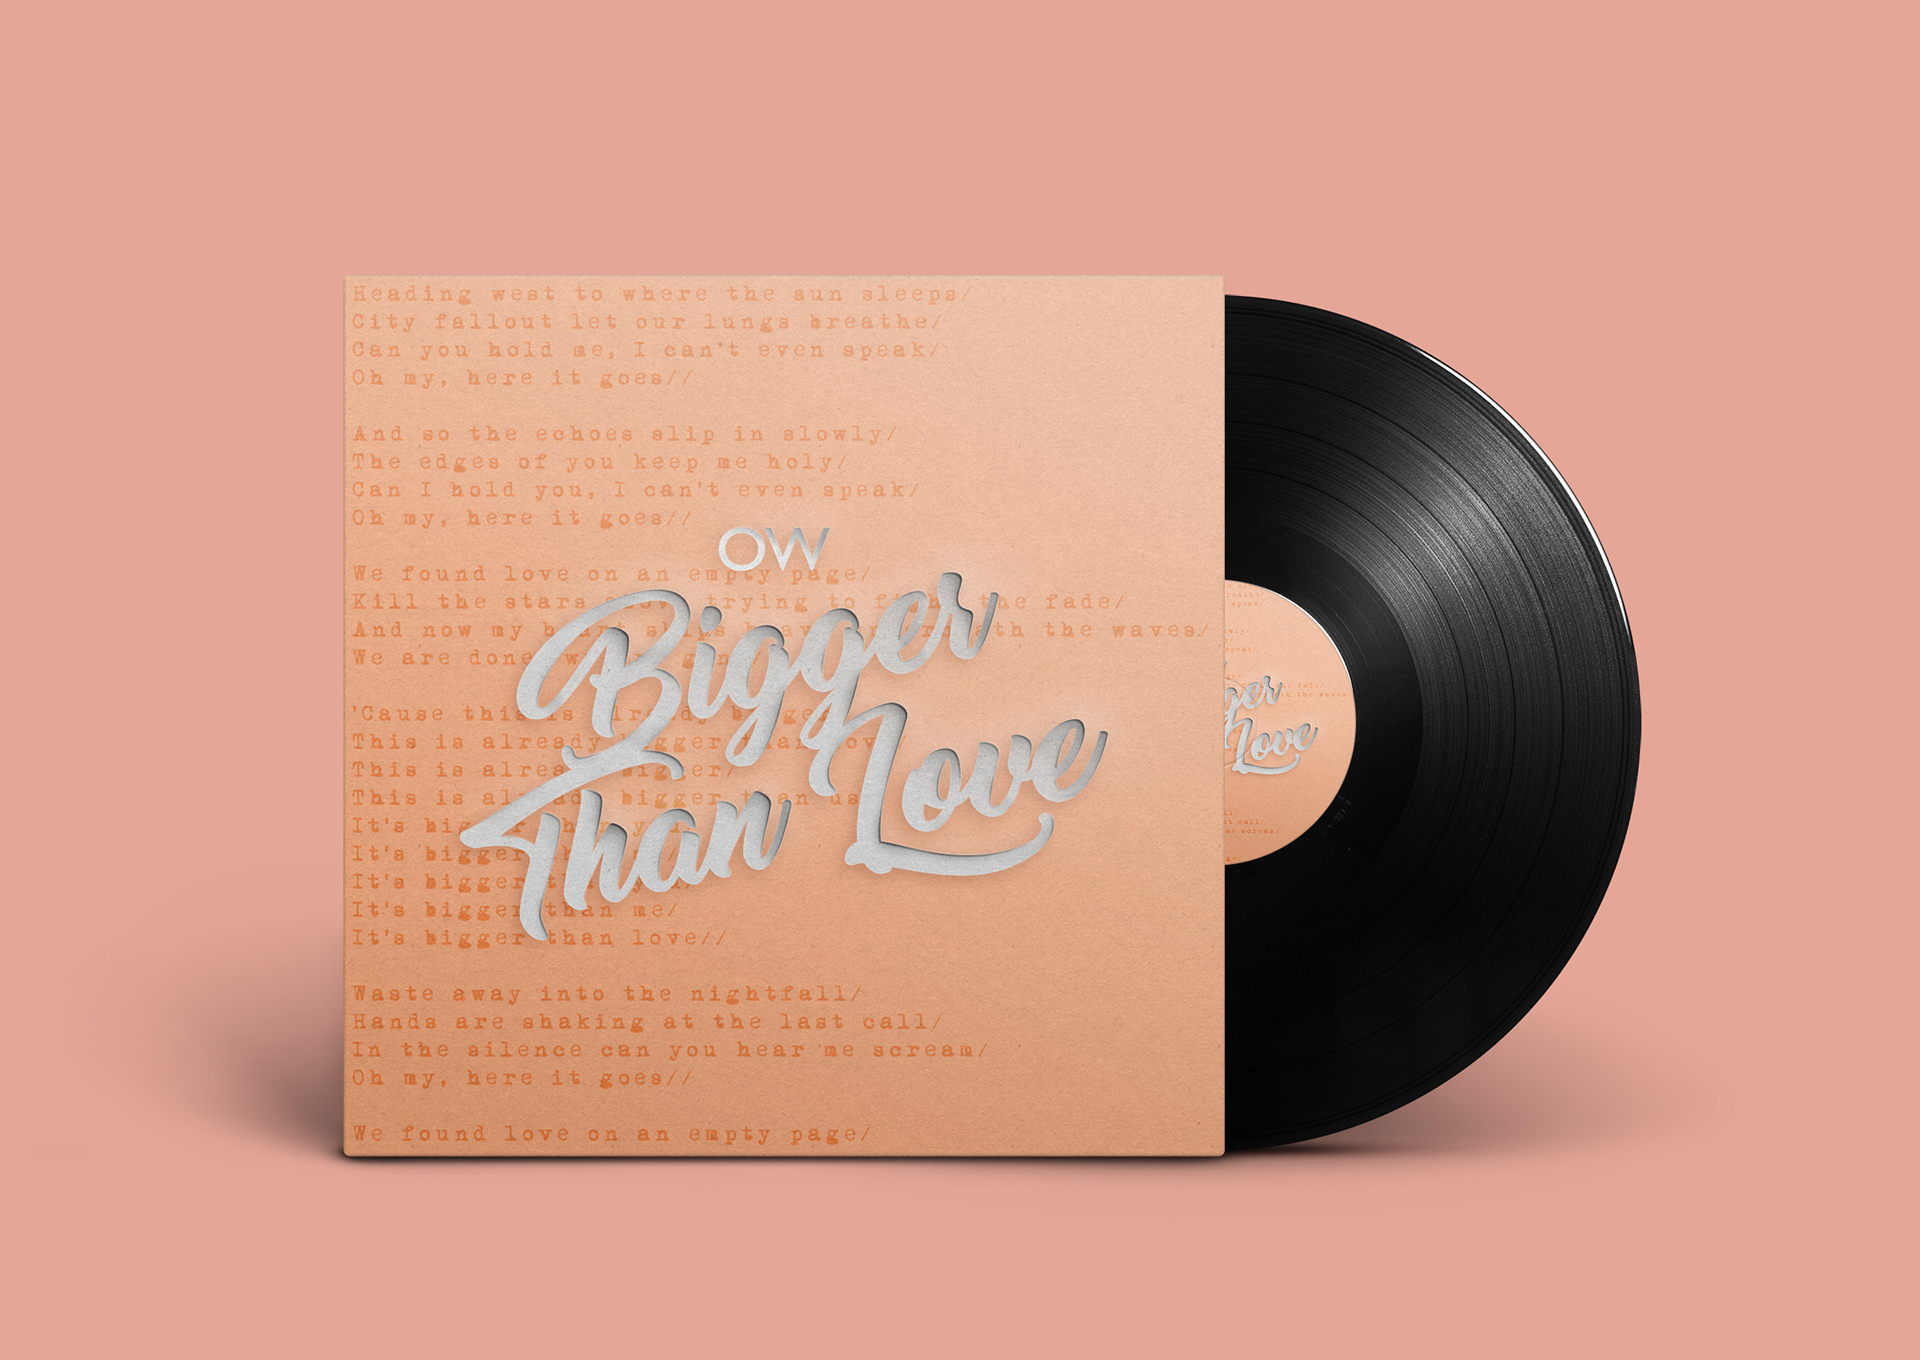 Heading west to where the sun sleeps/
City fallout let our lungs breathe/
Can you hold me, I can't even speak/
Oh my, here it goes//
And so the echoes slip in slowly/
The edges of you keep me holy/
Can I hold you, I can't even speak/
Oh my, here it goes//
OW
We found love on an empty page/
Kill the stars trying to the fade/
And now my the waves/
We are done
Bigger
Than Love
'Cause this is
This is already bigger than
This is bigger/
This is bigger than us
It's
It's bigger
It's bigger
It's bigger than me/
It's bigger than love//
Waste away into the nightfall/
Hands are shaking at the last call/
In the silence can you hear me scream/
Oh my, here it goes//
We found love on an empty page/
Love